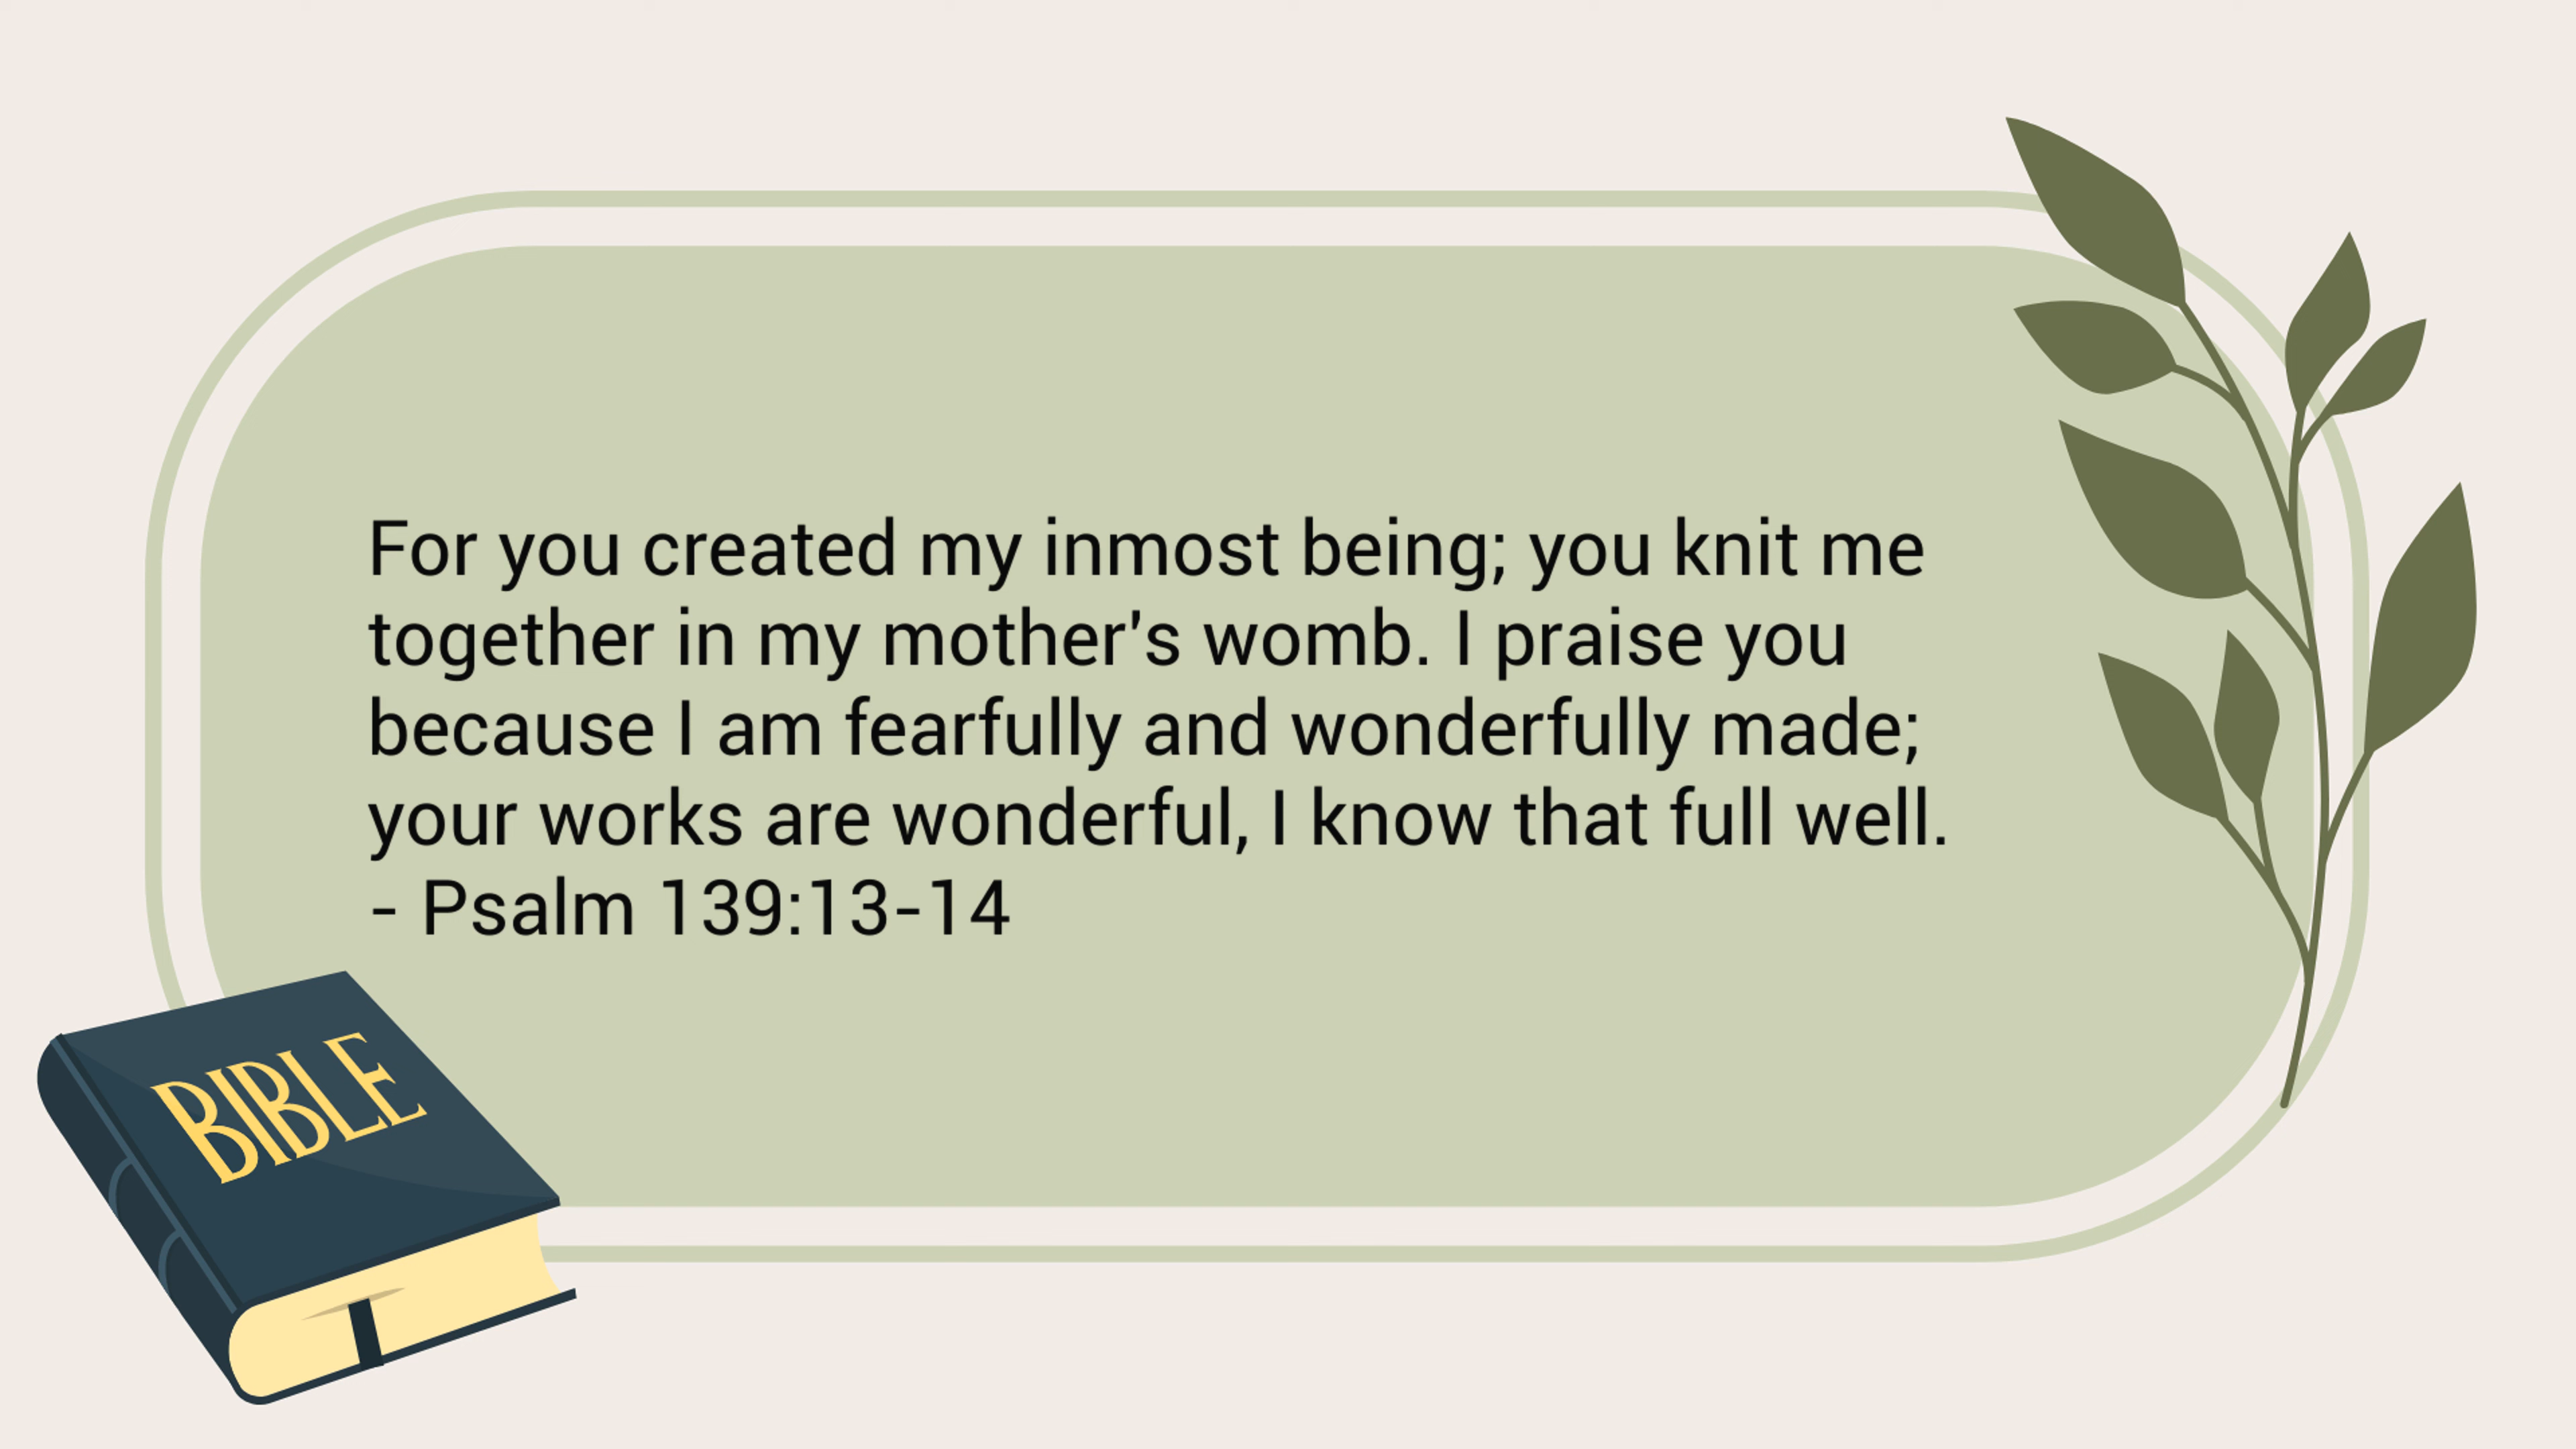 For you created my inmost being; you knit me
together in my mother's womb. I praise you
because I am fearfully and wonderfully made;
your works are wonderful, I know that full well.
- Psalm 139:13-14
BIBLE